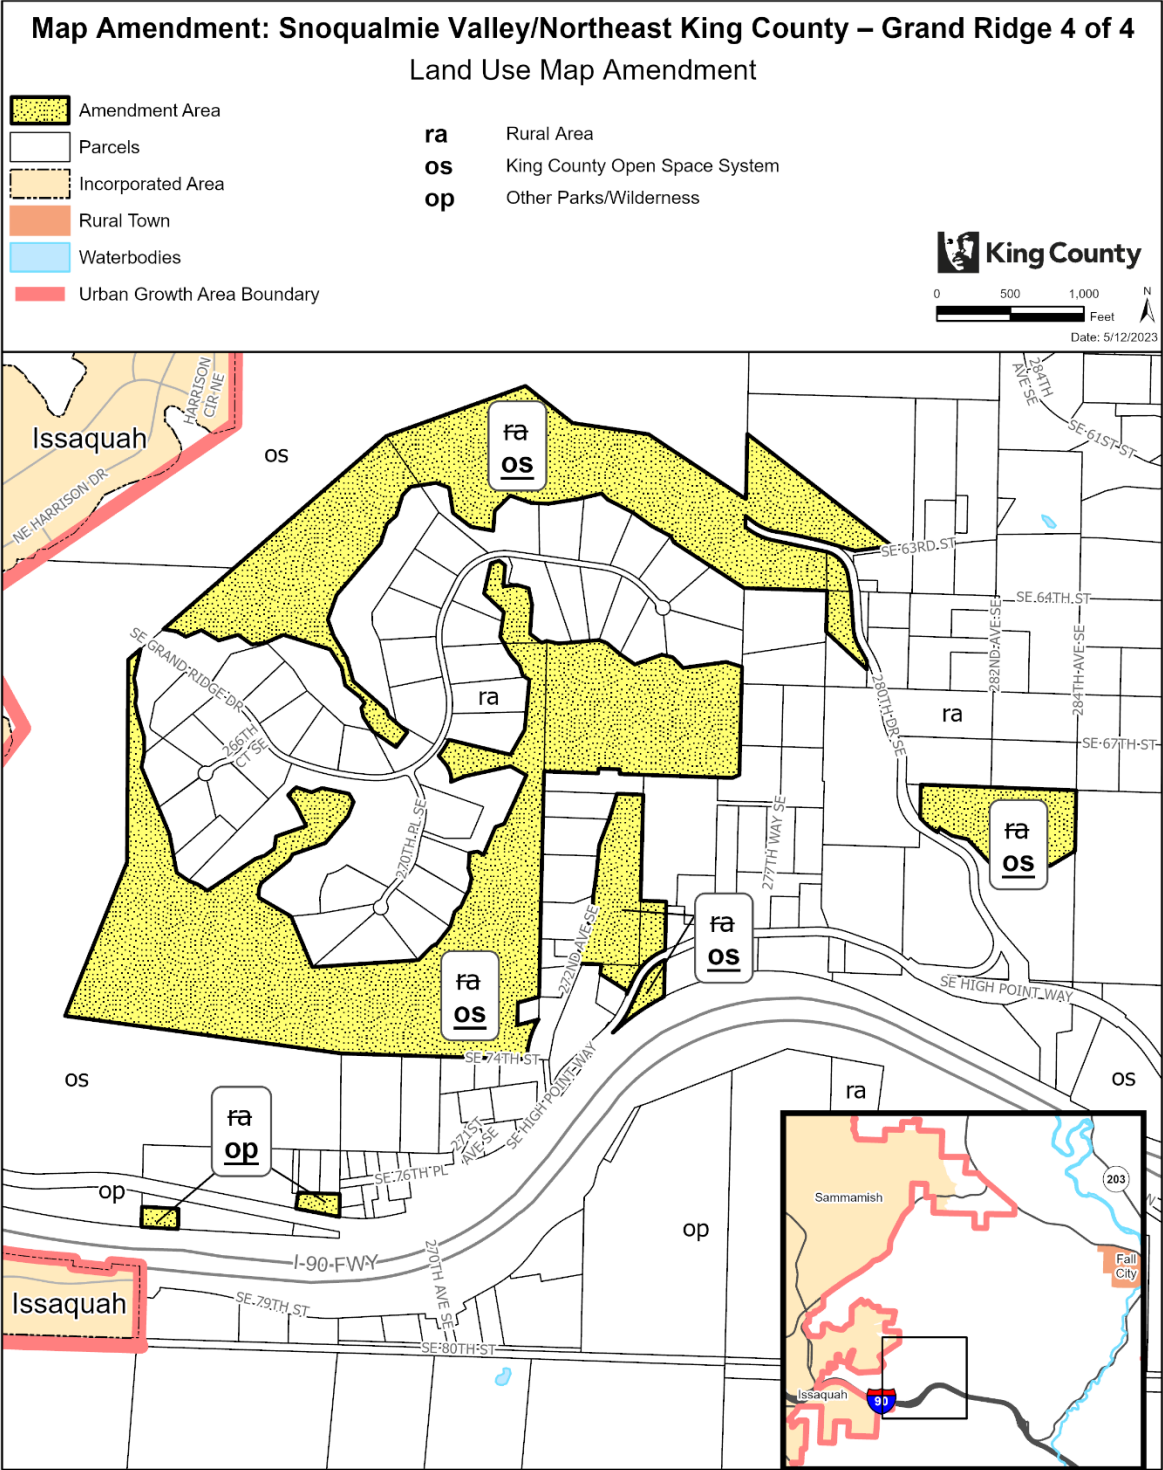 Map Amendment: Snoqualmie Valley/Northeast King County – Grand Ridge 4 of 4
Land Use Map Amendment
Amendment Area
Parcels
Incorporated Area
Rural Town
Waterbodies
Urban Growth Area Boundary
ra Rural Area
os King County Open Space System
op Other Parks/Wilderness
King County
0 500 1,000
Feet
N
Date: 5/12/2023
HARRISON
CIR NE
Issaquah
NE HARRISON DR
os
ra
os
284TH
AVE SE
SE 61ST ST
SE 63RD ST
SE 64TH ST
282ND AVE SE
284TH AVE SE
SE GRAND RIDGE DR
266TH
CT SE
ra
280TH DR SE
ra
SE 67TH ST
270TH PL SE
277TH WAY SE
ra
os
272ND AVE SE
ra
os
ra
os
SE HIGH POINT WAY
SE 74TH ST
os
ra
op
271ST
AVE SE
SE HIGH POINT WAY
ra
os
SE 76TH PL
op
op
I-90 FWY
270TH AVE SE
Issaquah
SE 79TH ST
SE 80TH ST
Sammamish
203
Fall
City
Issaquah
90